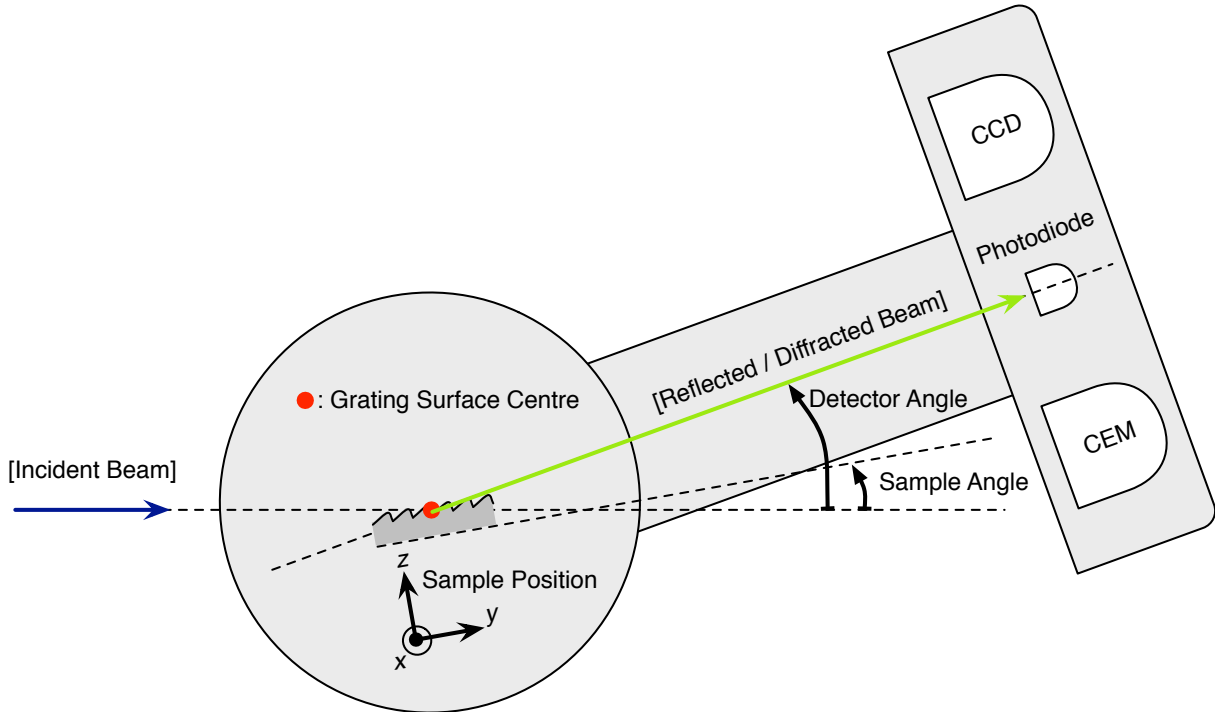 CCD
Photodiode
[Reflected / Diffracted Beam]
: Grating Surface Centre
Detector Angle
CEM
[Incident Beam]
Sample Angle
z
Sample Position
y
x